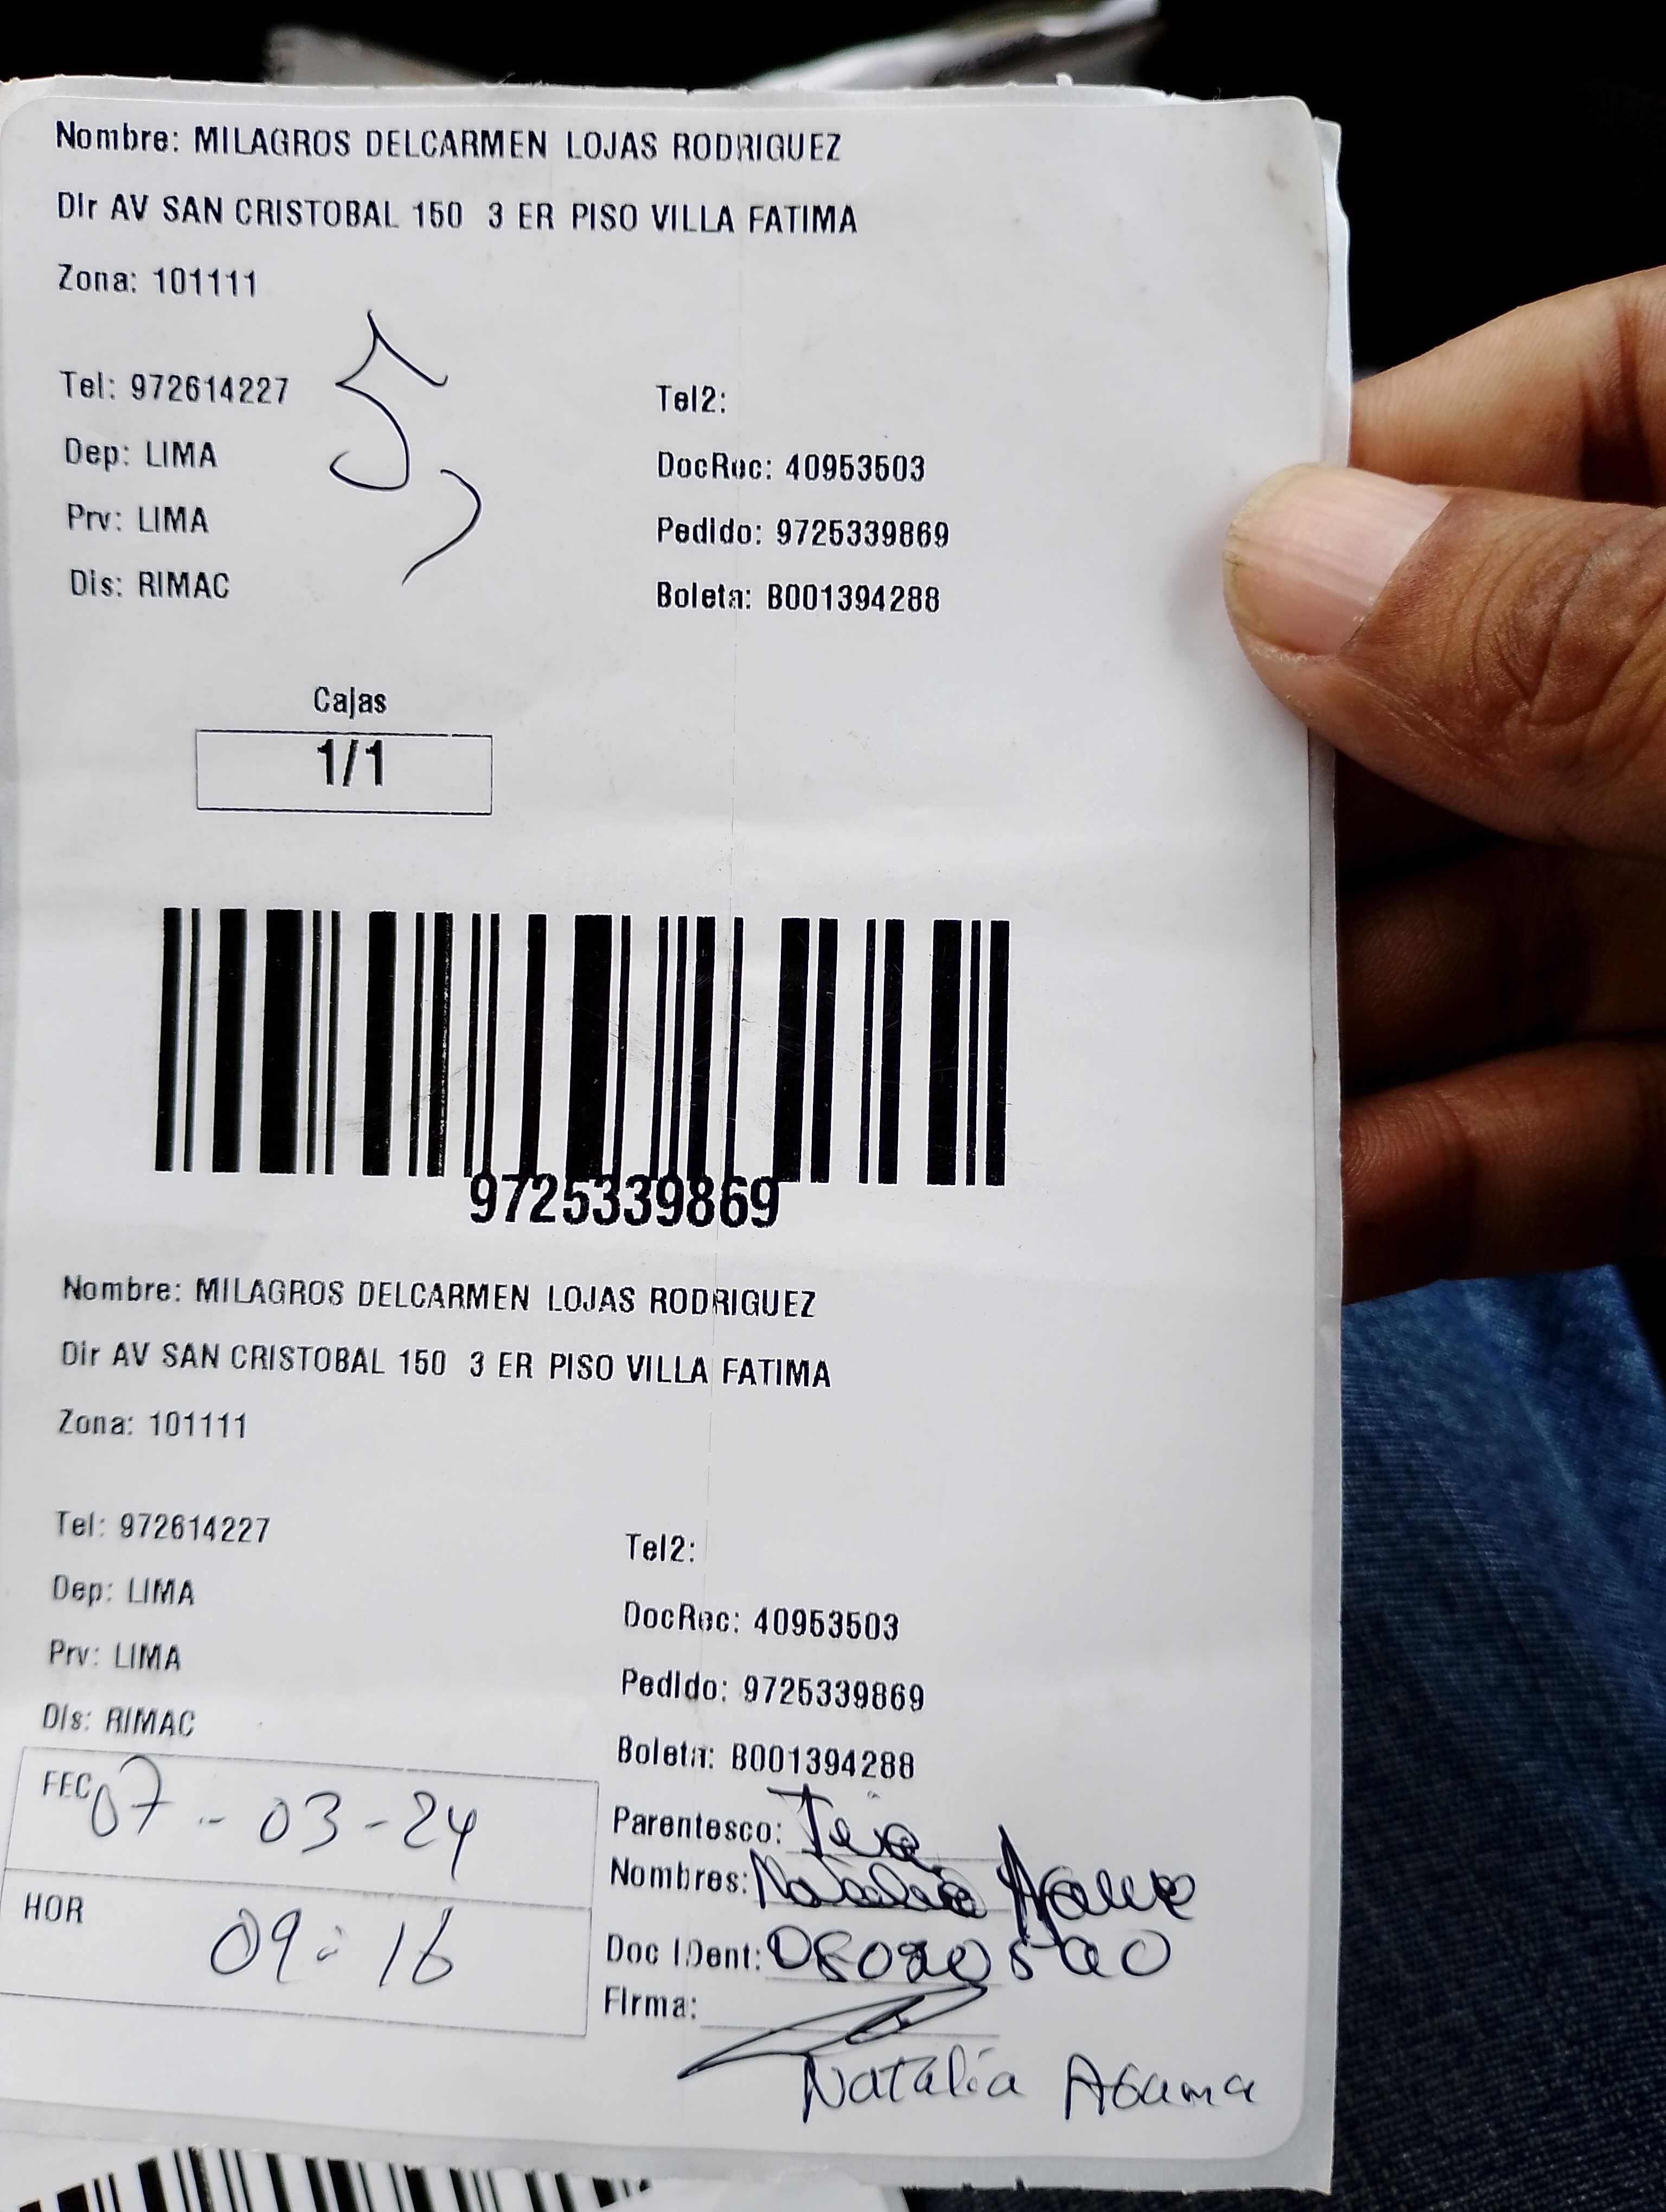 Nombre: MILAGROS DELCARMEN LOJAS RODRIGUEZ
Dir AV SAN CRISTOBAL 150 3 ER PISO VILLA FATIMA
Zona: 101111
5
Tel: 972614227
Tel2:
Dep: LIMA
DocRec: 40953503
Prv: LIMA
Pedido: 9725339869
Dis: RIMAC
Boleta: B001394288
Cajas
1/1
9725339869
Nombre: MILAGROS DELCARMEN LOJAS RODRIGUEZ
Dir AV SAN CRISTOBAL 150 3 ER PISO VILLA FATIMA
Zona: 101111
Tel: 972614227
Tel2:
Dep: LIMA
DocRec: 40953503
Prv: LIMA
Pedido: 9725339869
Dis: RIMAC
Boleta: B001394288
FEC 07-03-24
Parentesco:
Nombres: Natalia
HOR 09:16
Doc IDent:
Firma:
Natalia